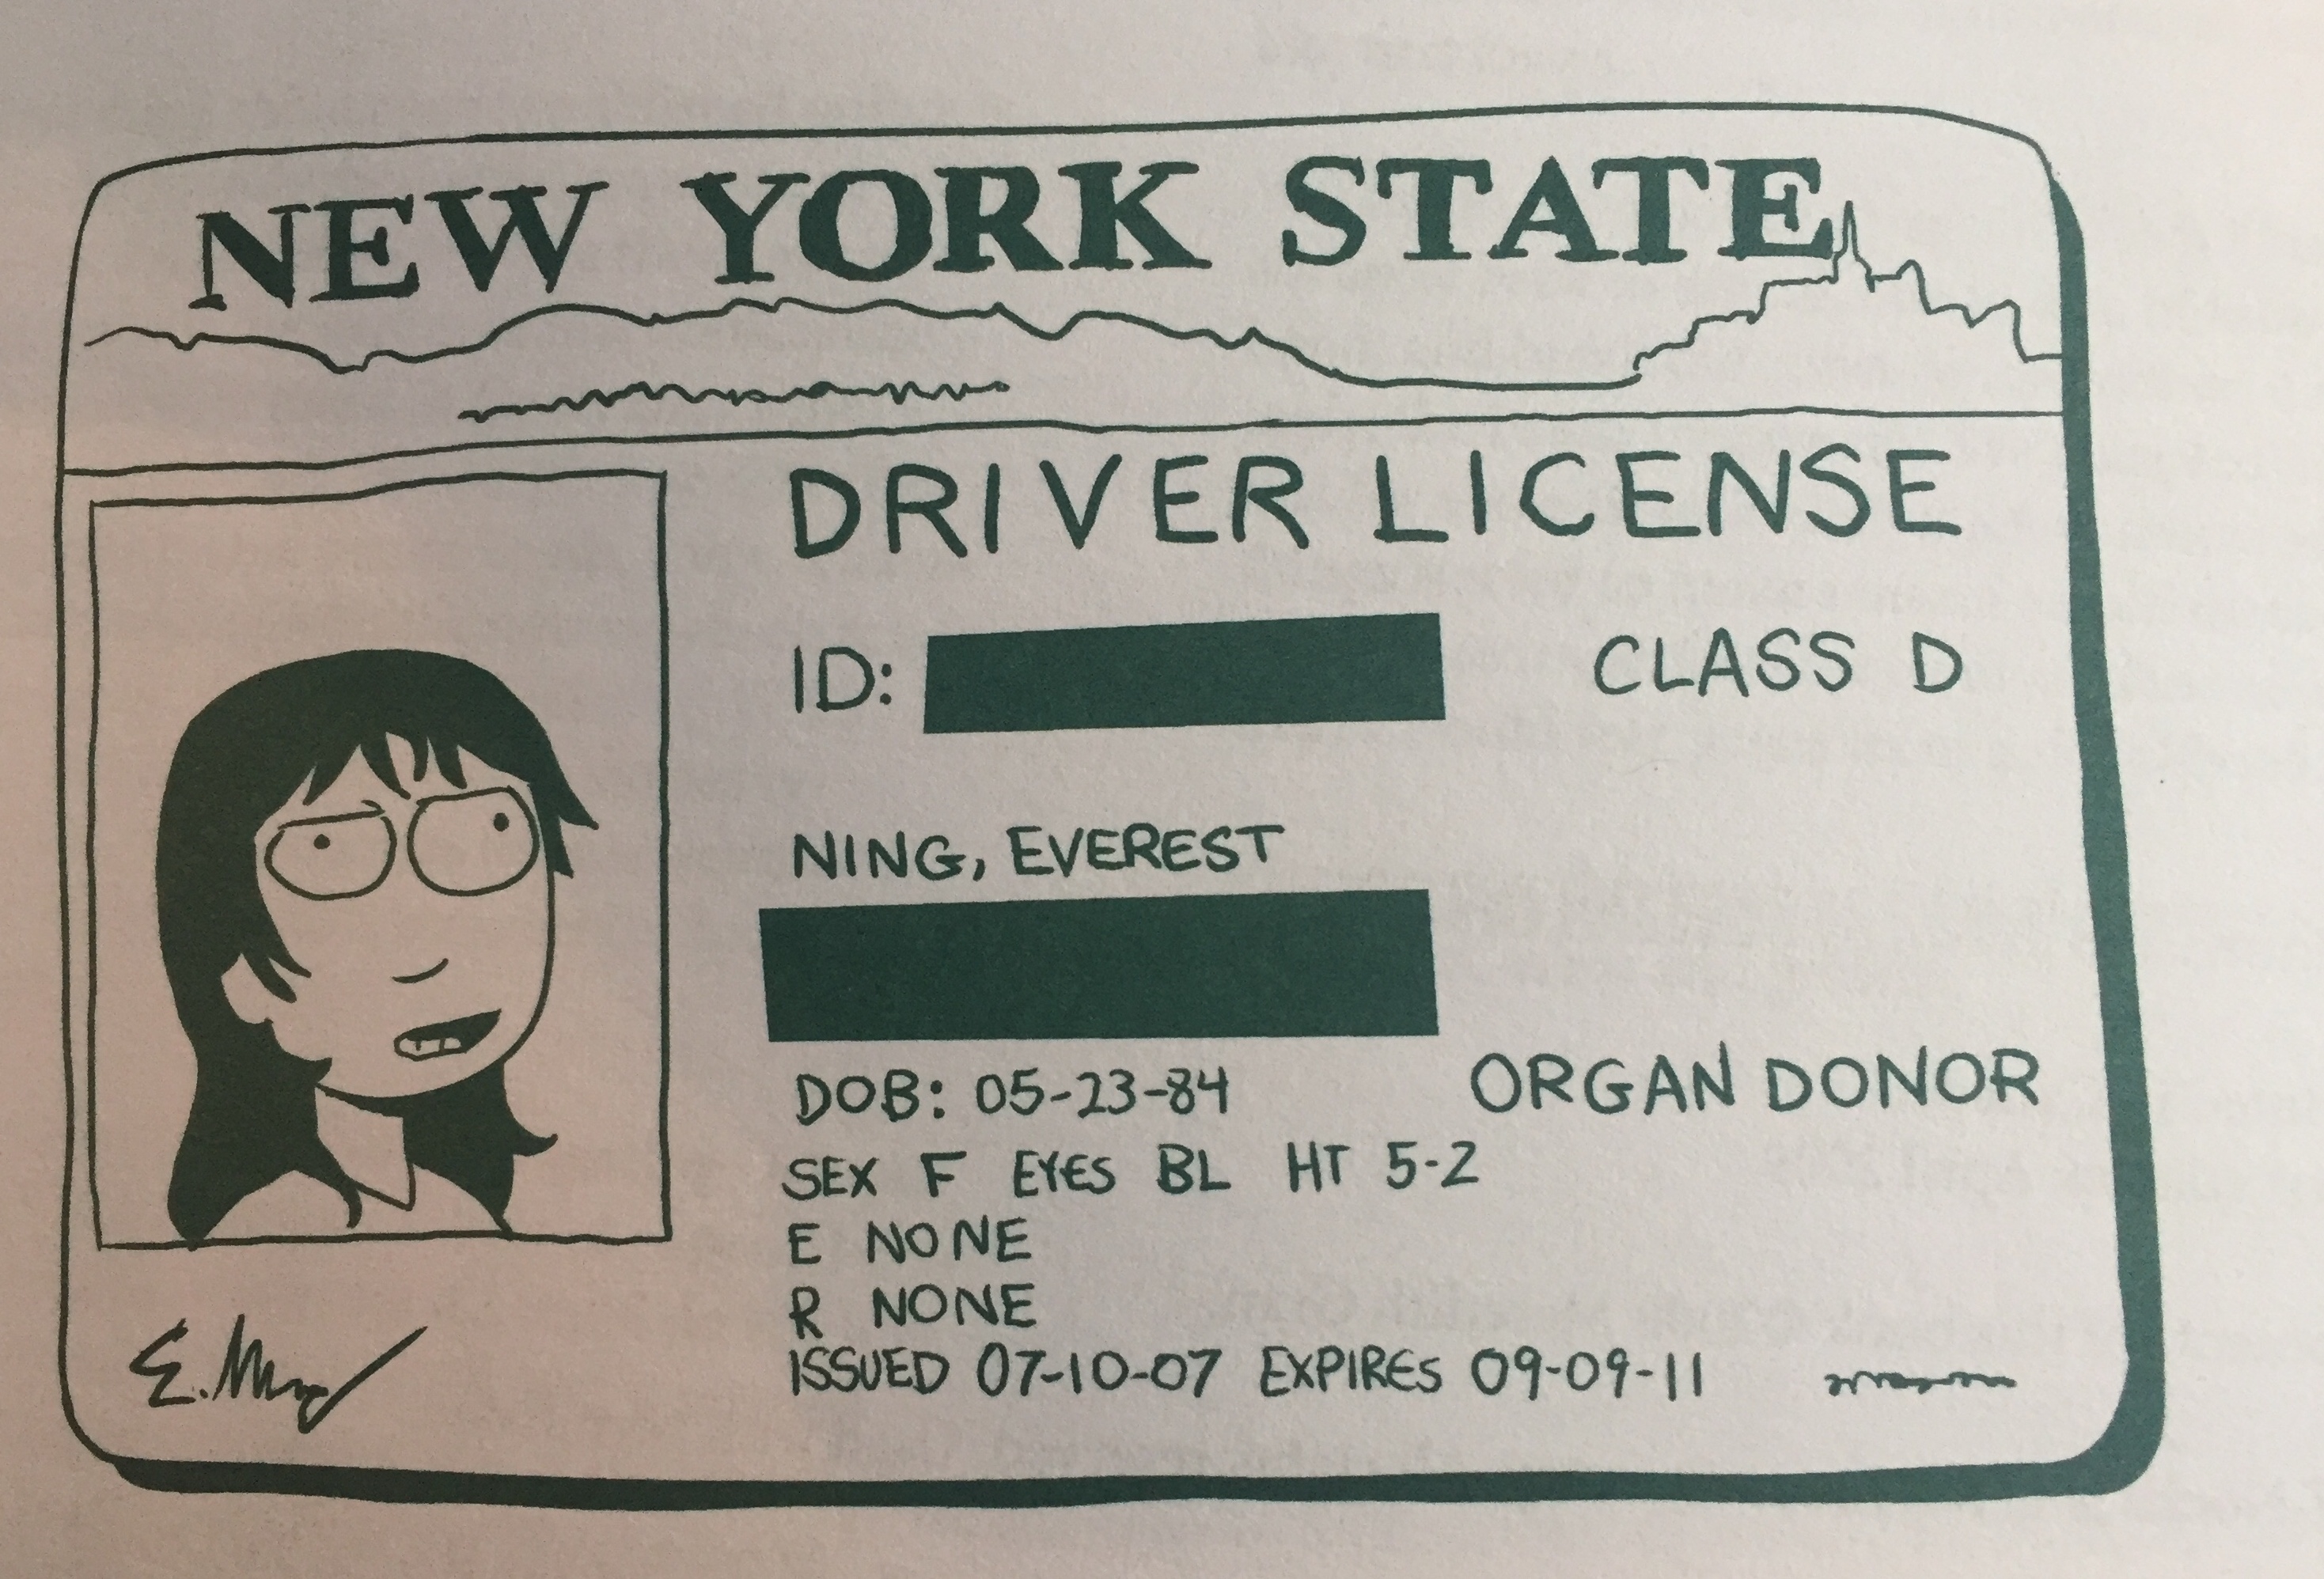 NEW YORK STATE
DRIVER LICENSE
ID: CLASS D
NING, EVEREST
DOB: 05-23-84 ORGAN DONOR
SEX F EYES BL HT 5-2
E NONE
R NONE
ISSUED 07-10-07 EXPIRES 09-09-11